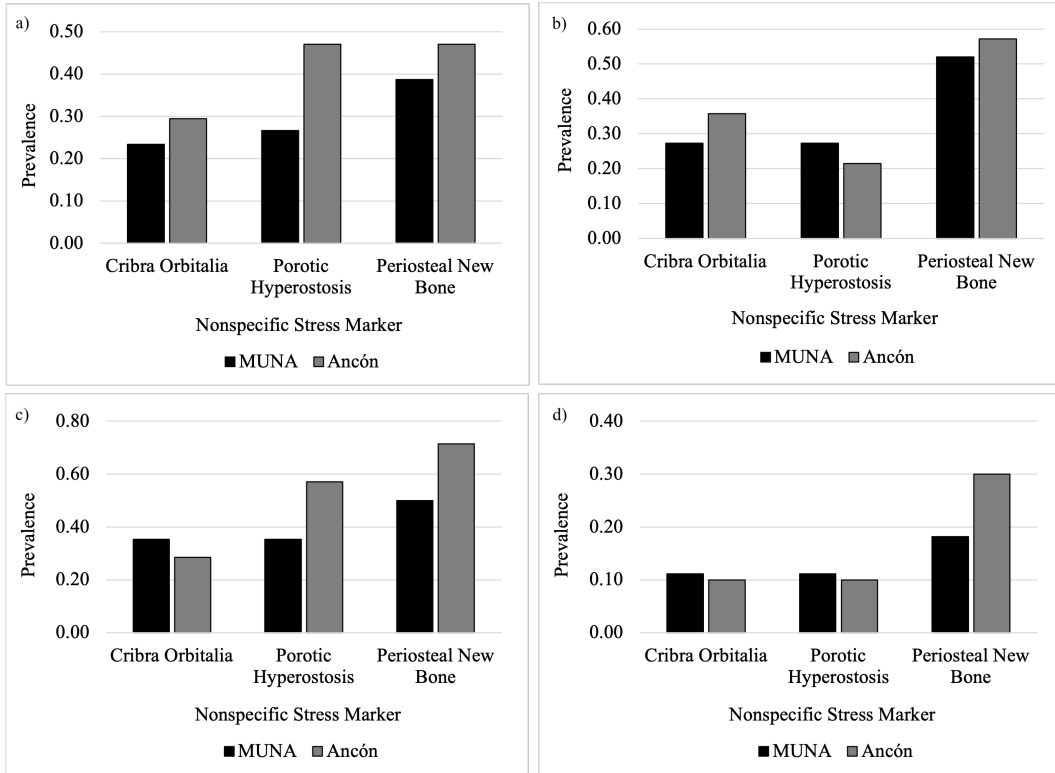 a)
0.50
0.40
0.30
0.20
0.10
0.00
Prevalence
Cribra Orbitalia
Porotic
Hyperostosis
Periosteal New
Bone
Nonspecific Stress Marker
MUNA
Ancón
b)
0.60
0.50
0.40
0.30
0.20
0.10
0.00
Prevalence
Cribra Orbitalia
Porotic
Hyperostosis
Periosteal New
Bone
Nonspecific Stress Marker
MUNA
Ancón
c)
0.80
0.60
0.40
0.20
0.00
Prevalence
Cribra Orbitalia
Porotic
Hyperostosis
Periosteal New
Bone
Nonspecific Stress Marker
MUNA
Ancón
d)
0.40
0.30
0.20
0.10
0.00
Prevalence
Cribra Orbitalia
Porotic
Hyperostosis
Periosteal New
Bone
Nonspecific Stress Marker
MUNA
Ancón